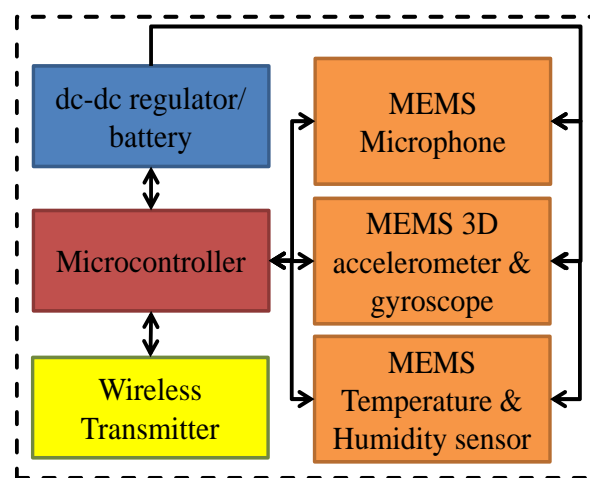 dc-dc regulator/
battery
Microcontroller
Wireless
Transmitter
MEMS
Microphone
MEMS 3D
accelerometer &
gyroscope
MEMS
Temperature &
Humidity sensor